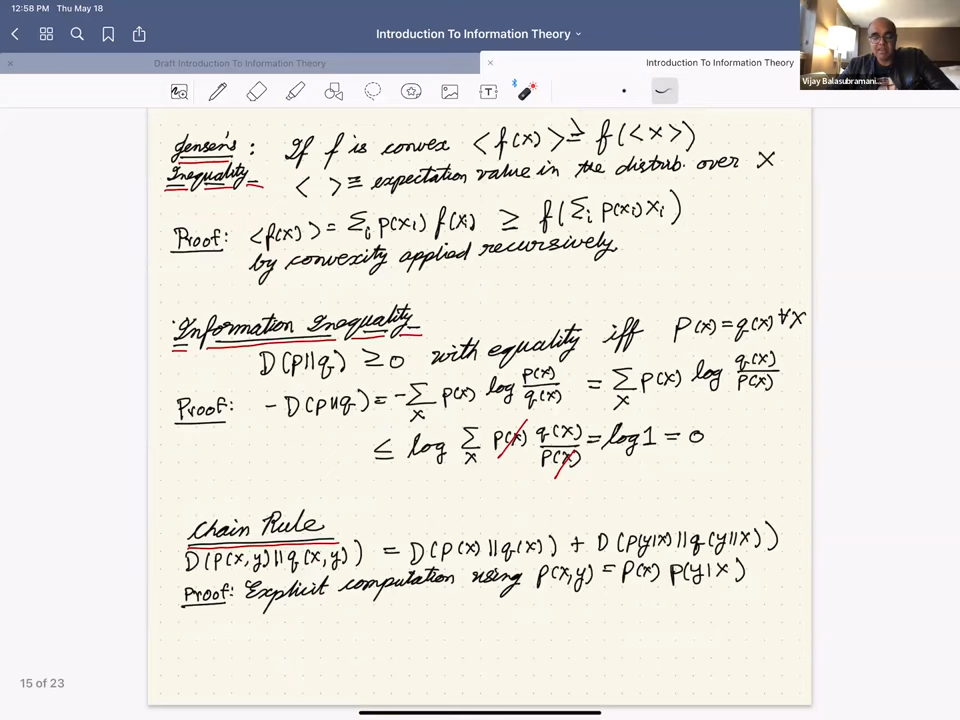 12:58 PM Thu May 18
Introduction To Information Theory
Draft Introduction To Information Theory
Introduction To Information Theory
Vijay Balasubramani...
Jensen's Inequality : If f is convex <f(x)> ≥ f(<x>)
< > ≡ expectation value in the distrib. over X
Proof: <f(x)> = Σi p(xi) f(xi) ≥ f(Σi p(xi) xi)
by convexity applied recursively.
Information Inequality
D(p||q) ≥ 0 with equality iff p(x)=q(x) ∀x
Proof: -D(p||q) = -Σx p(x) log p(x)/q(x) = Σx p(x) log q(x)/p(x)
≤ log Σx p(x) q(x)/p(x) = log 1 = 0
Chain Rule
D(p(x,y)||q(x,y)) = D(p(x)||q(x)) + D(p(y|x)||q(y||x))
Proof: Explicit computation using p(x,y) = p(x) p(y|x)
15 of 23